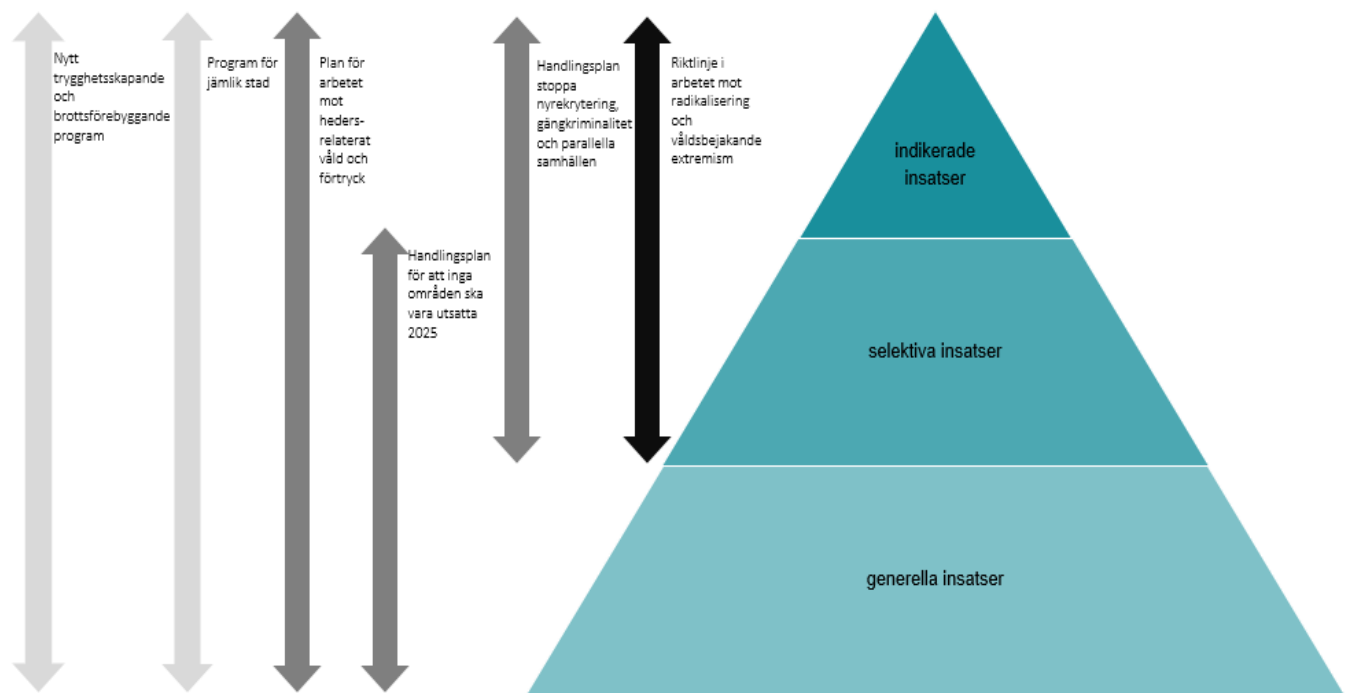 Nytt
trygghetsskapande
och
brottsförebyggande
program
Program för
jämlik stad
Plan för
arbetet
mot
heders-
relaterat
våld och
förtryck
Handlingsplan
för att inga
områden ska
vara utsatta
2025
Handlingsplan
stoppa
nyrekrytering,
gängkriminalitet
och parallella
samhällen
Riktlinje i
arbetet mot
radikalisering
och
våldsbejakande
extremism
indikerade
insatser
selektiva insatser
generella insatser